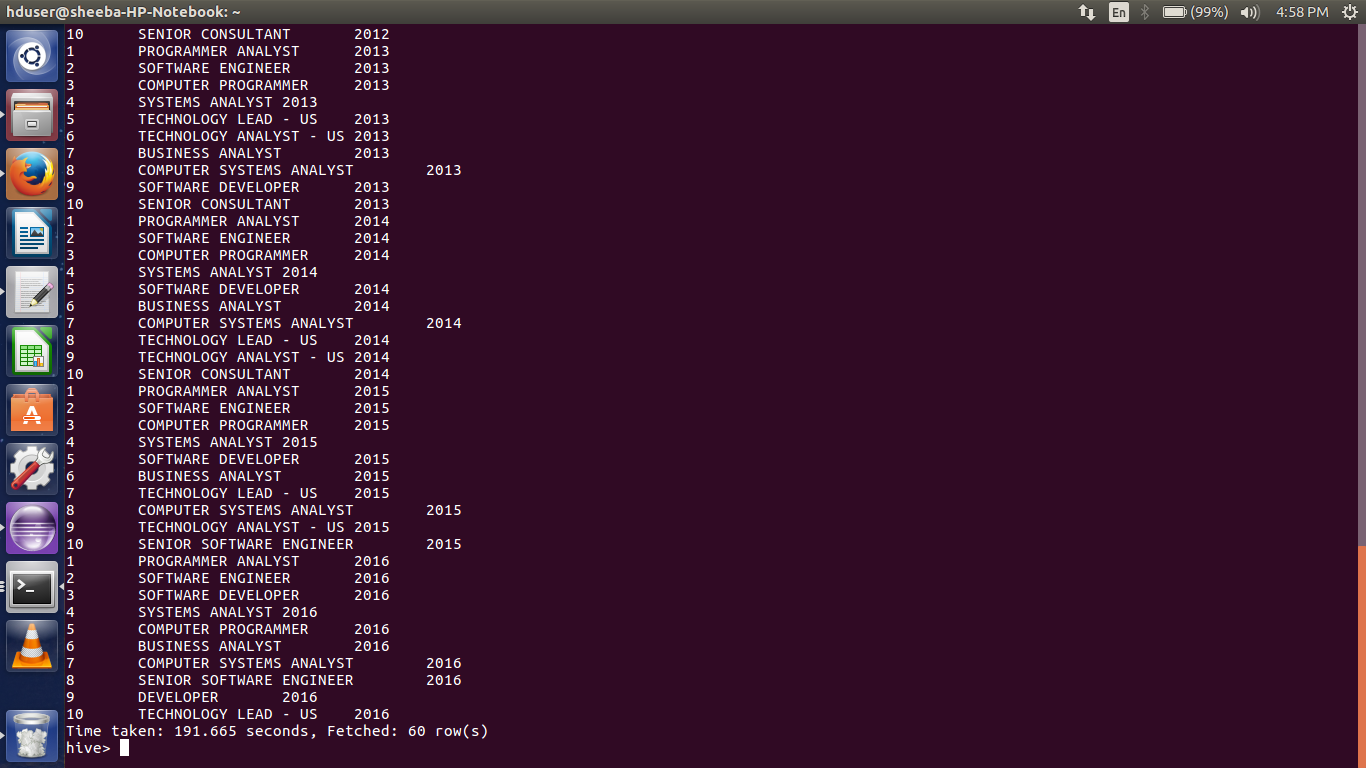 hduser@sheeba-HP-Notebook: ~ En (99%) 4:58 PM
10 SENIOR CONSULTANT 2012
1 PROGRAMMER ANALYST 2013
2 SOFTWARE ENGINEER 2013
3 COMPUTER PROGRAMMER 2013
4 SYSTEMS ANALYST 2013
5 TECHNOLOGY LEAD - US 2013
6 TECHNOLOGY ANALYST - US 2013
7 BUSINESS ANALYST 2013
8 COMPUTER SYSTEMS ANALYST 2013
9 SOFTWARE DEVELOPER 2013
10 SENIOR CONSULTANT 2013
1 PROGRAMMER ANALYST 2014
2 SOFTWARE ENGINEER 2014
3 COMPUTER PROGRAMMER 2014
4 SYSTEMS ANALYST 2014
5 SOFTWARE DEVELOPER 2014
6 BUSINESS ANALYST 2014
7 COMPUTER SYSTEMS ANALYST 2014
8 TECHNOLOGY LEAD - US 2014
9 TECHNOLOGY ANALYST - US 2014
10 SENIOR CONSULTANT 2014
1 PROGRAMMER ANALYST 2015
2 SOFTWARE ENGINEER 2015
3 COMPUTER PROGRAMMER 2015
4 SYSTEMS ANALYST 2015
5 SOFTWARE DEVELOPER 2015
6 BUSINESS ANALYST 2015
7 TECHNOLOGY LEAD - US 2015
8 COMPUTER SYSTEMS ANALYST 2015
9 TECHNOLOGY ANALYST - US 2015
10 SENIOR SOFTWARE ENGINEER 2015
1 PROGRAMMER ANALYST 2016
2 SOFTWARE ENGINEER 2016
3 SOFTWARE DEVELOPER 2016
4 SYSTEMS ANALYST 2016
5 COMPUTER PROGRAMMER 2016
6 BUSINESS ANALYST 2016
7 COMPUTER SYSTEMS ANALYST 2016
8 SENIOR SOFTWARE ENGINEER 2016
9 DEVELOPER 2016
10 TECHNOLOGY LEAD - US 2016
Time taken: 191.665 seconds, Fetched: 60 row(s)
hive>